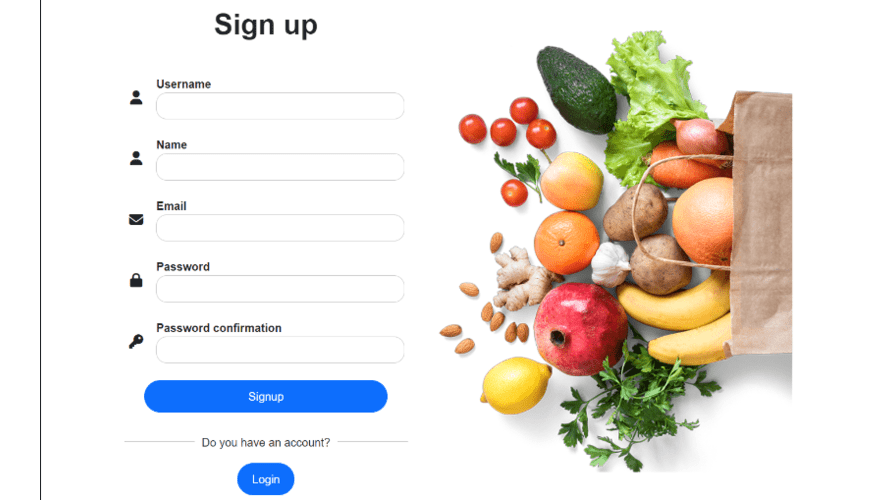 Sign up
Username
Name
Email
Password
Password confirmation
Signup
Do you have an account?
Login